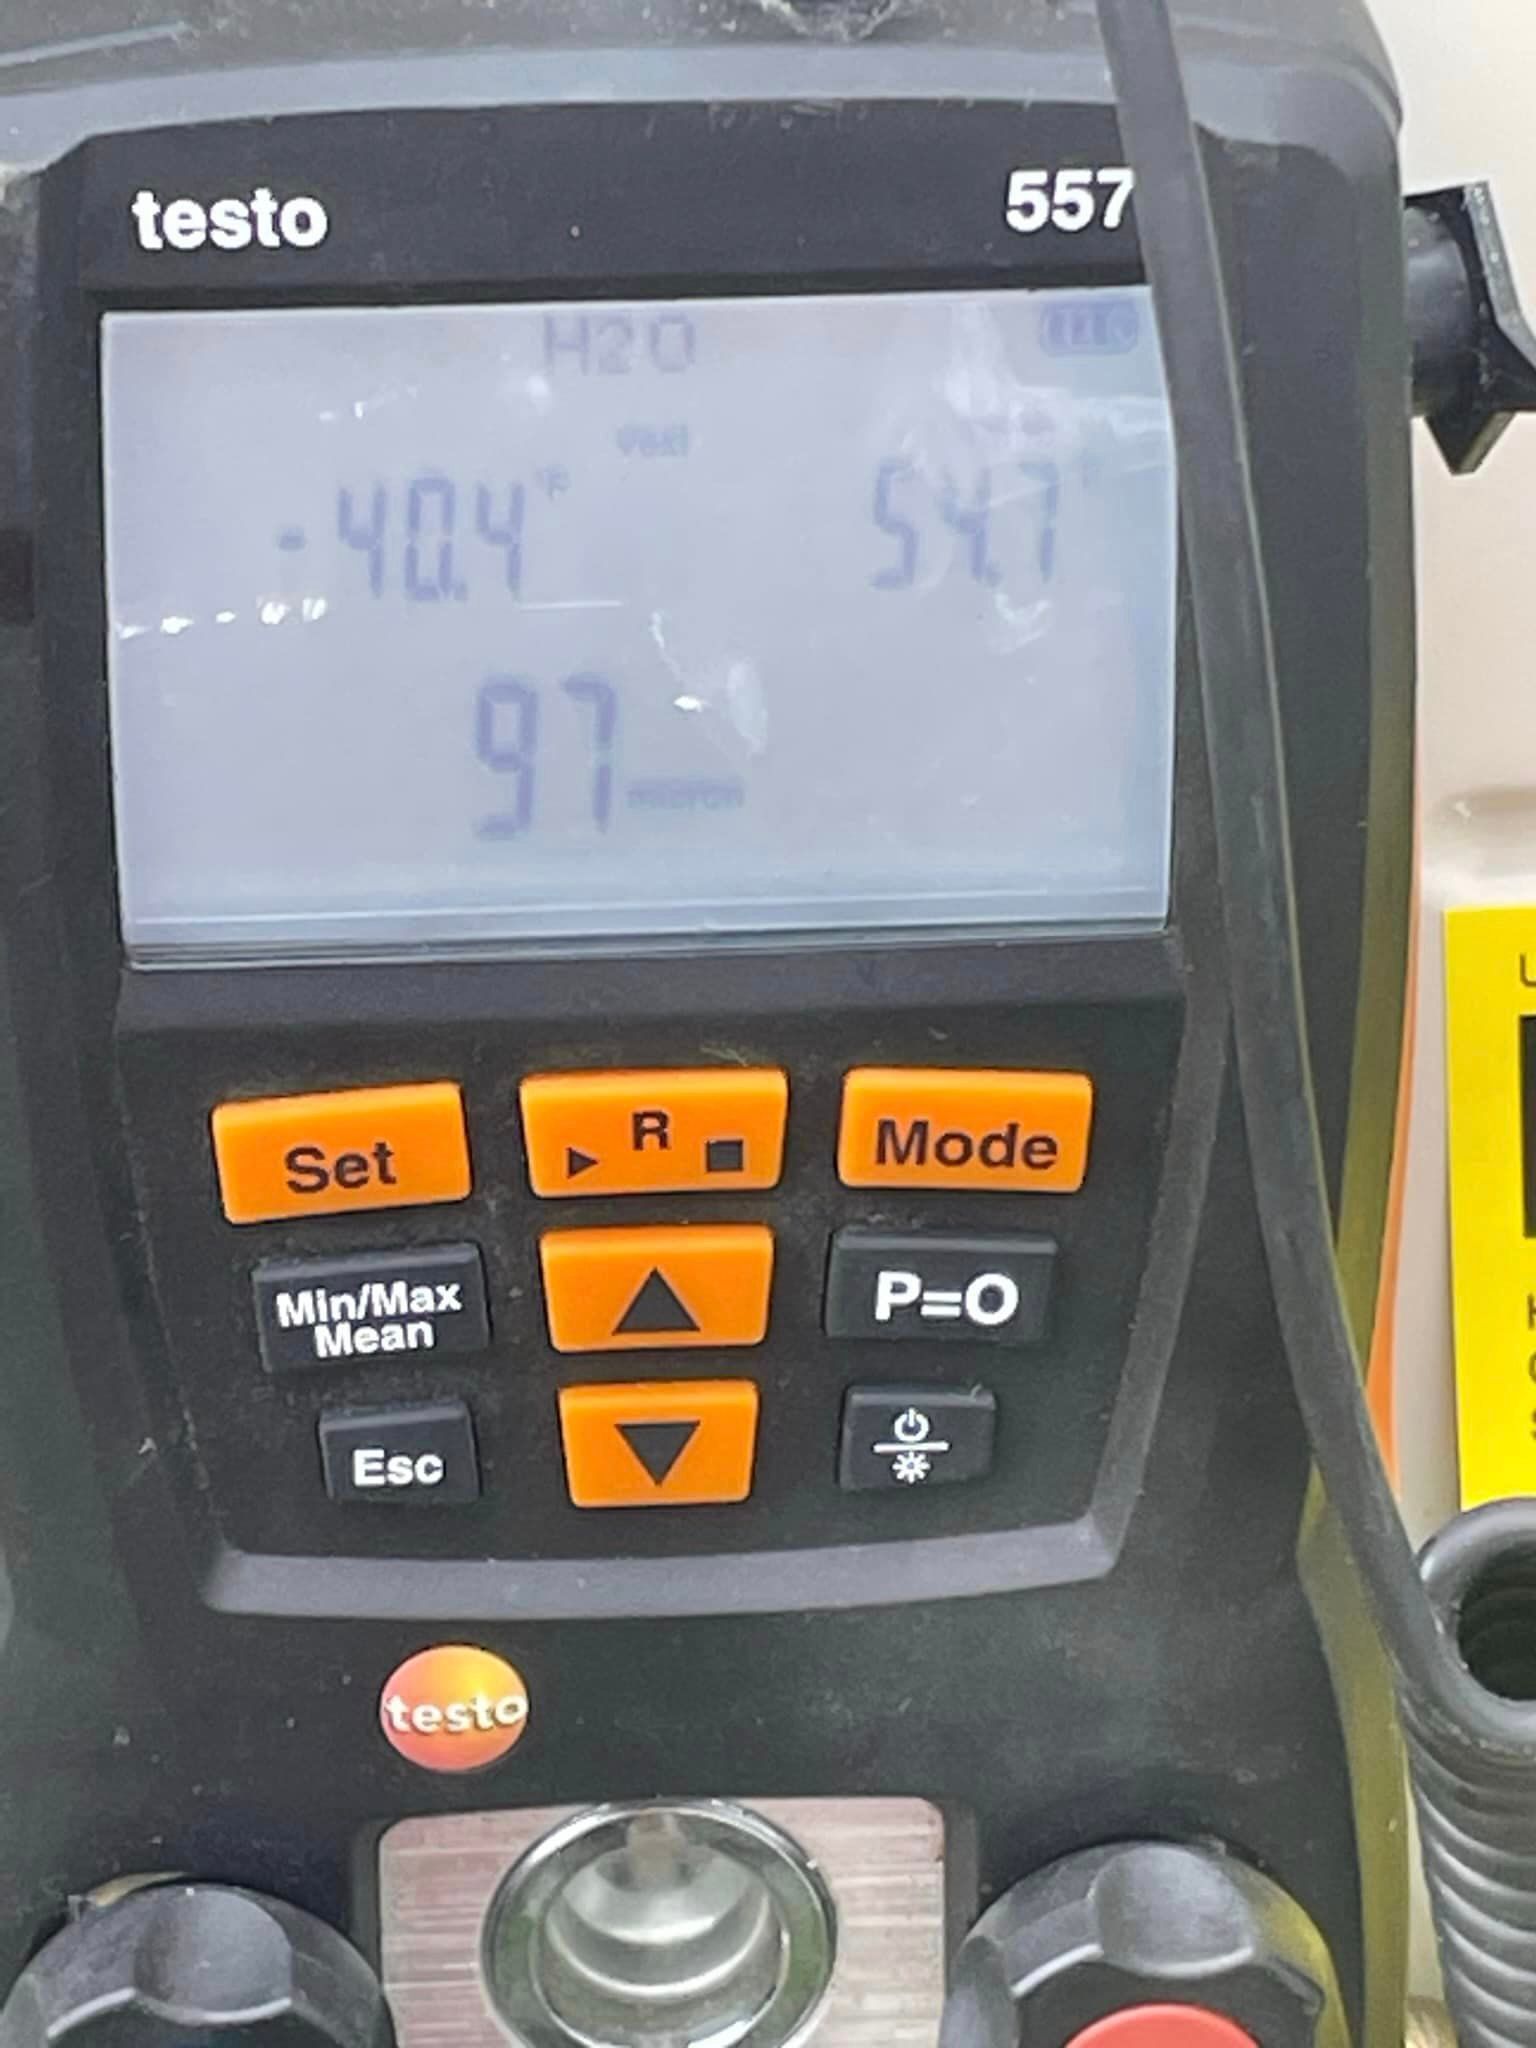 testo 557
H2O
-40.4 °F 54.7
97 micron
Set R Mode
Min/Max
Mean
P=O
Esc
testo